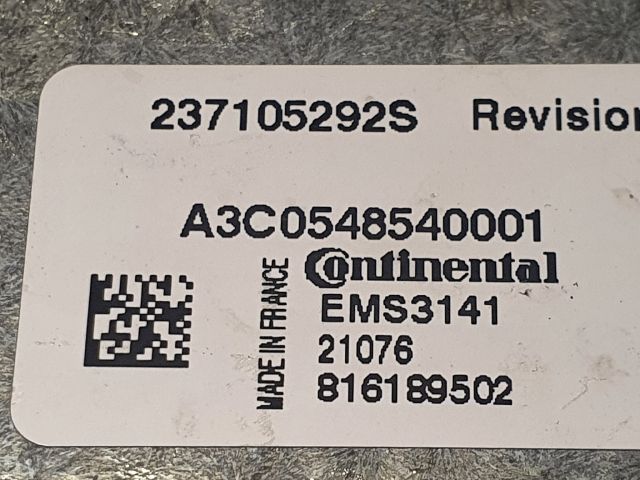 237105292S Revision
A3C0548540001
Continental
MADE IN FRANCE
EMS3141
21076
816189502